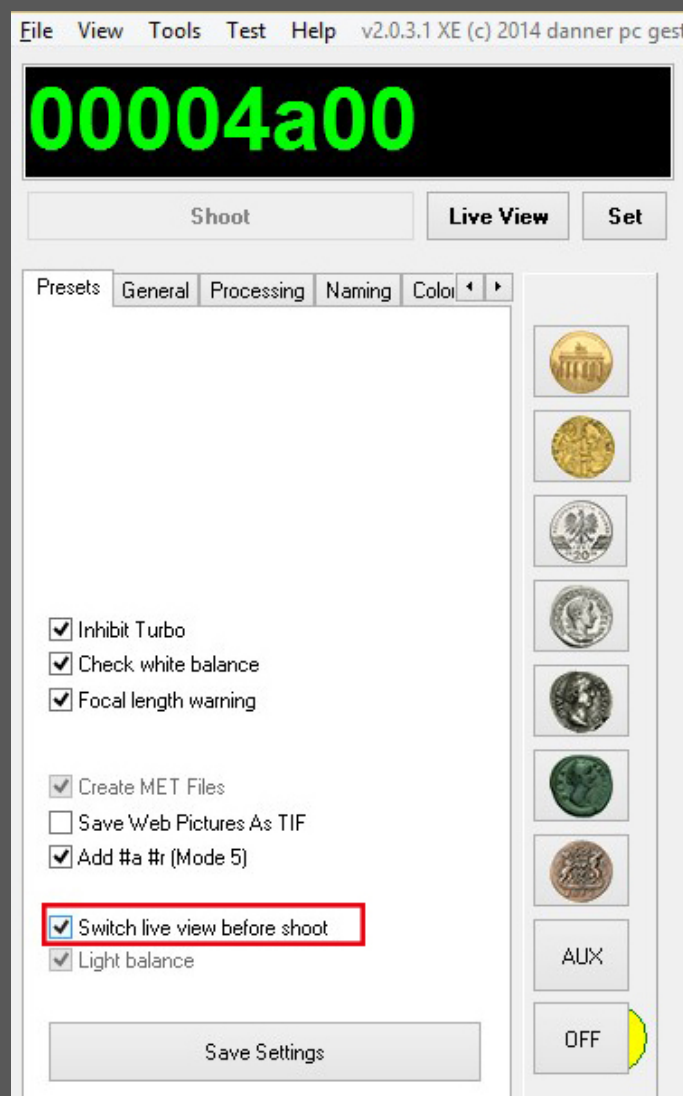 File View Tools Test Help v2.0.3.1 XE (c) 2014 danner pc gest
00004a00
Shoot Live View Set
Presets General Processing Naming Color
Inhibit Turbo
Check white balance
Focal length warning
Create MET Files
Save Web Pictures As TIF
Add #a #r (Mode 5)
Switch live view before shoot
Light balance
AUX
Save Settings
OFF